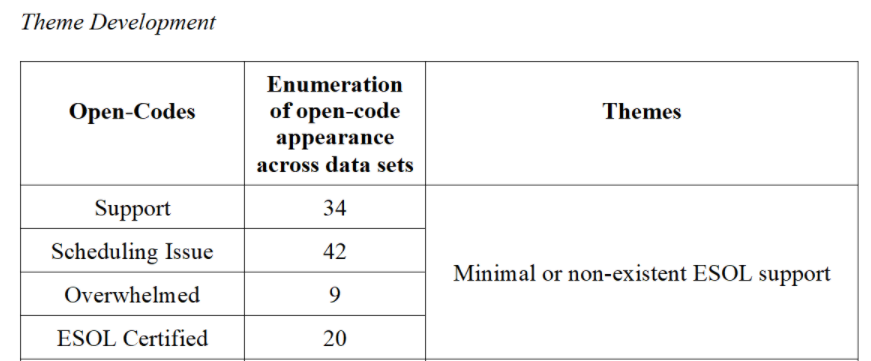 Theme Development
Open-Codes
Enumeration
of open-code
appearance
across data sets
Themes
Support 34
Scheduling Issue 42
Overwhelmed 9
ESOL Certified 20
Minimal or non-existent ESOL support